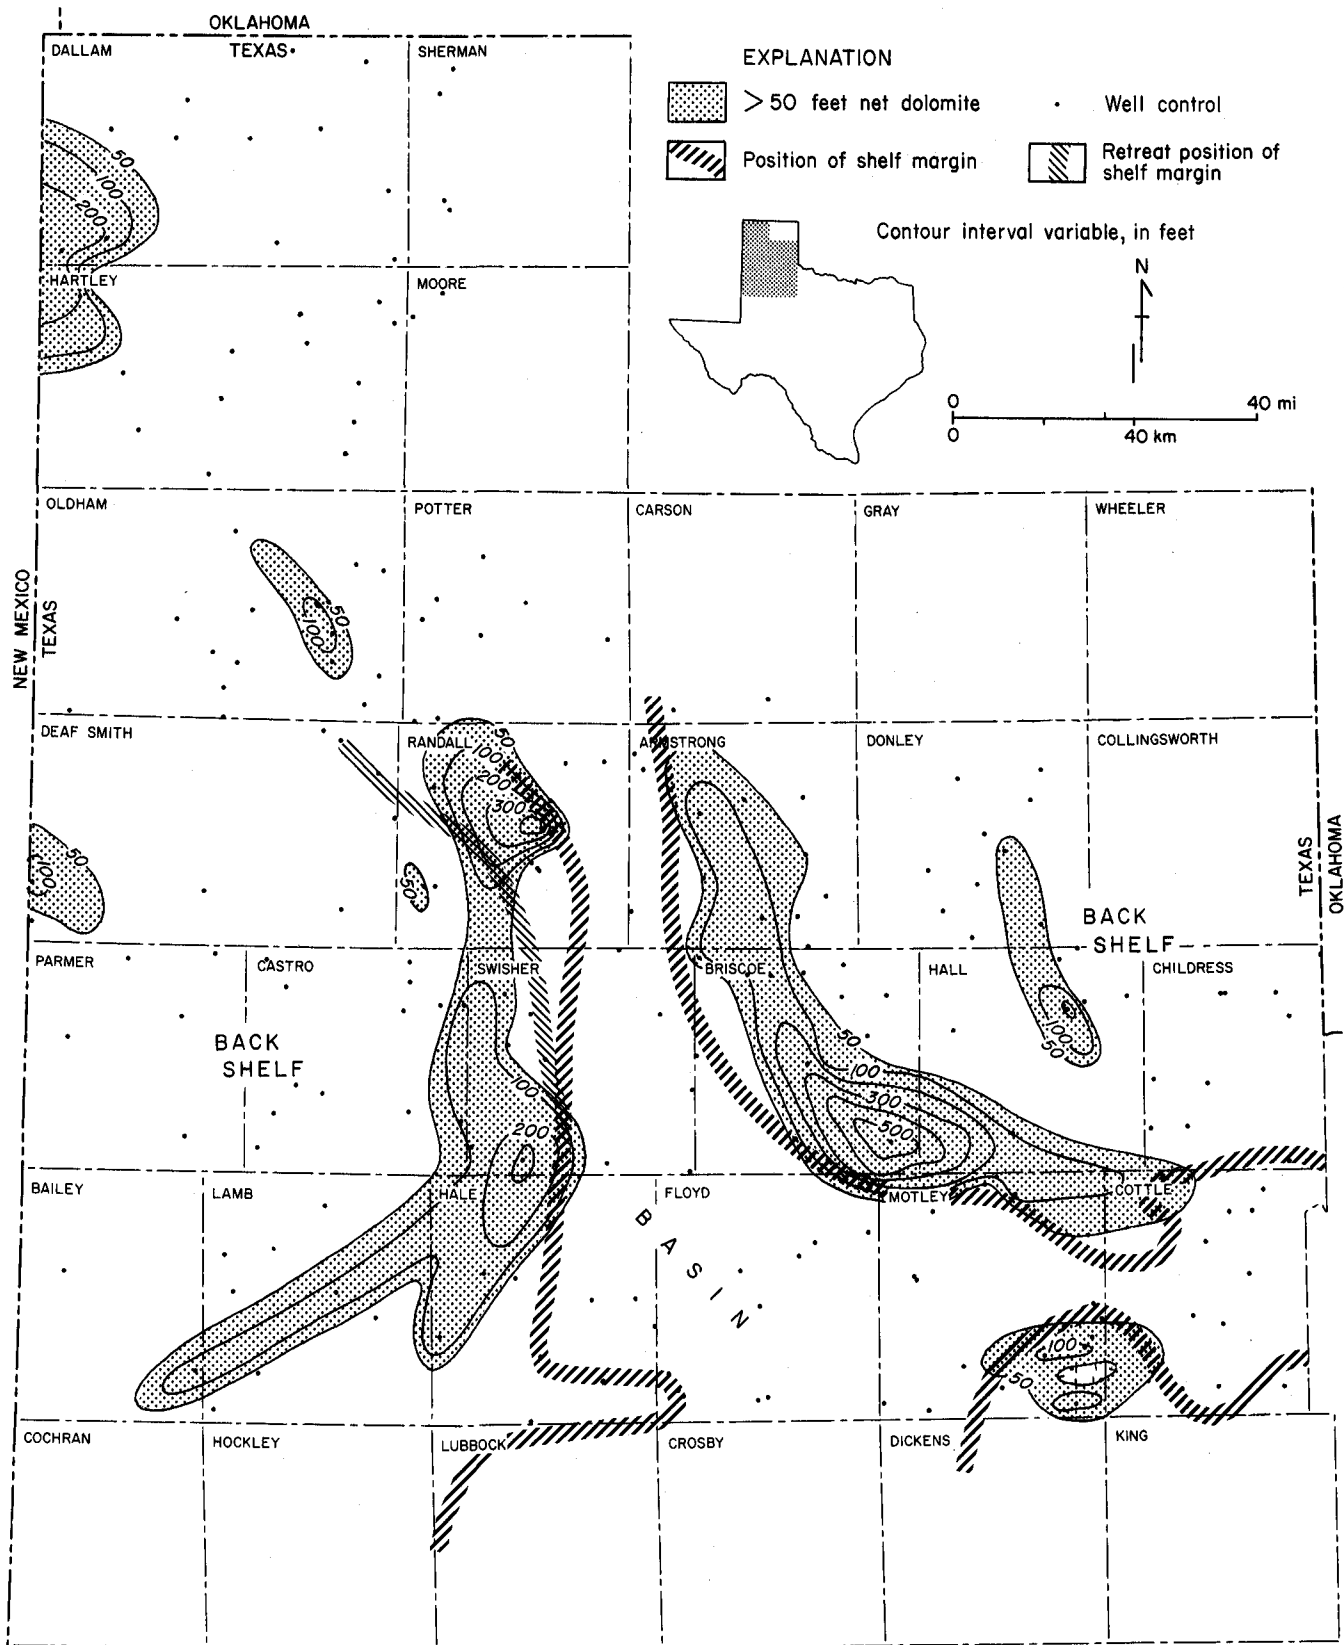 OKLAHOMA
TEXAS
DALLAM
SHERMAN
EXPLANATION
>50 feet net dolomite
Well control
Position of shelf margin
Retreat position of
shelf margin
50
100
200
Contour interval variable, in feet
N
HARTLEY
MOORE
0 40 mi
0 40 km
OLDHAM
POTTER
CARSON
GRAY
WHEELER
NEW MEXICO
TEXAS
50
100
DEAF SMITH
RANDALL
ARMSTRONG
DONLEY
COLLINGSWORTH
50
100
200
300
TEXAS
OKLAHOMA
50
100
50
BACK
SHELF
PARMER
CASTRO
SWISHER
BRISCOE
HALL
CHILDRESS
BACK
SHELF
100
200
50
100
300
500
100
50
BAILEY
LAMB
HALE
FLOYD
MOTLEY
COTTLE
BASIN
100
50
COCHRAN
HOCKLEY
LUBBOCK
CROSBY
DICKENS
KING